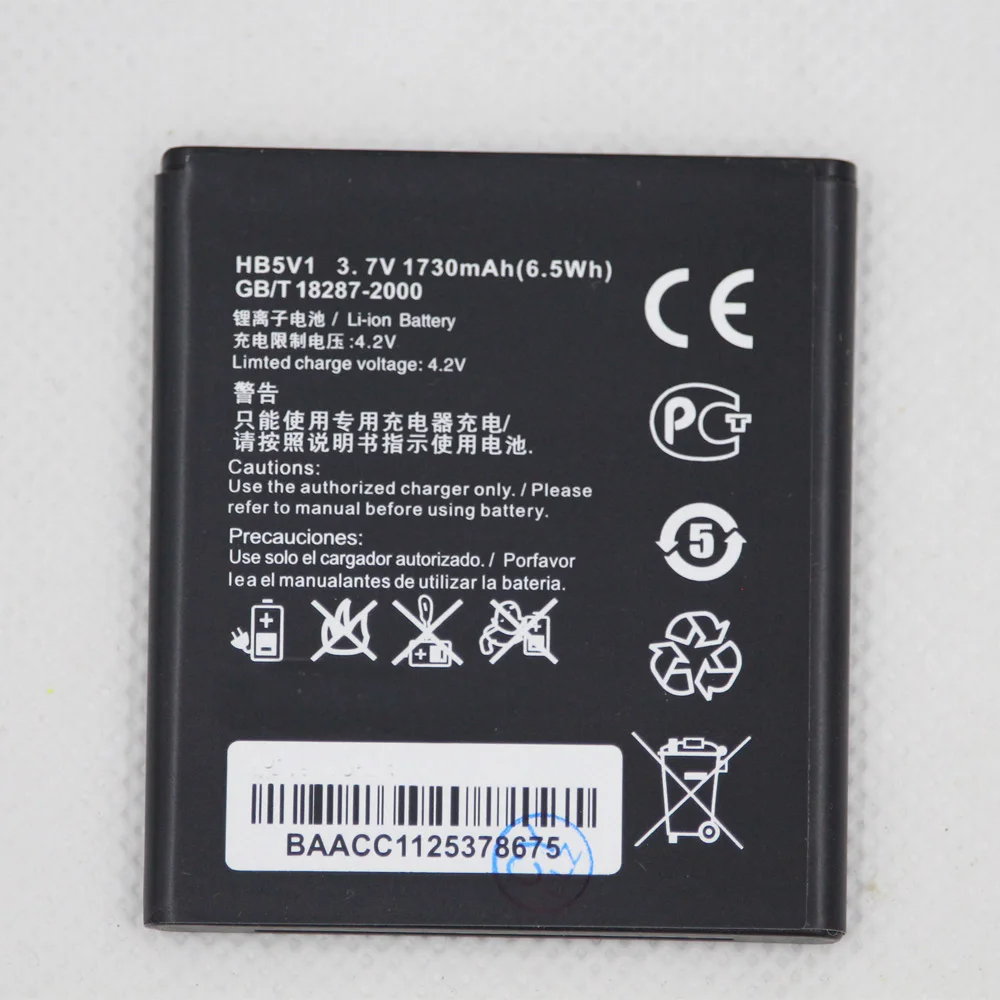 HB5V1 3.7V 1730mAh(6.5Wh)
GB/T 18287-2000
锂离子电池 / Li-ion Battery
充电限制电压:4.2V
Limted charge voltage: 4.2V
警告
只能使用专用充电器充电/
请按照说明书指示使用电池.
Cautions:
Use the authorized charger only. / Please
refer to manual before using battery.
Precauciones:
Use solo el cargador autorizado. / Porfavor
lea el manualantes de utilizar la bateria.
CE
PCT
5
BAACC1125378675